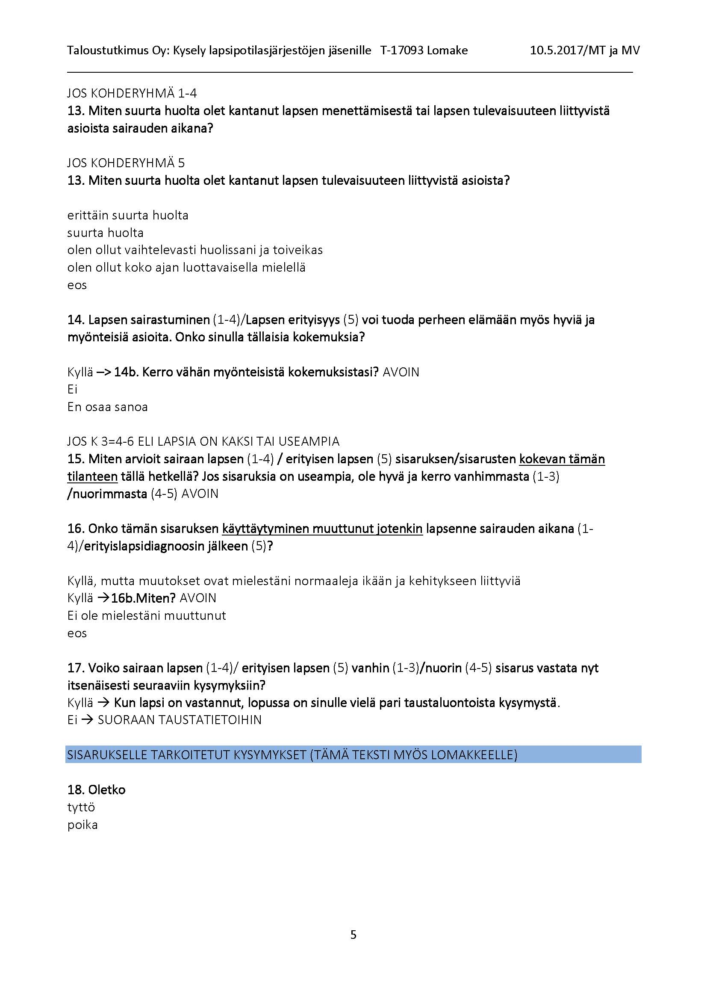 Taloustutkimus Oy: Kysely lapsipotilasjärjestöjen jäsenille T-17093 Lomake 10.5.2017/MT ja MV
JOS KOHDERYHMÄ 1-4
13. Miten suurta huolta olet kantanut lapsen menettämisestä tai lapsen tulevaisuuteen liittyvistä
asioista sairauden aikana?
JOS KOHDERYHMÄ 5
13. Miten suurta huolta olet kantanut lapsen tulevaisuuteen liittyvistä asioista?
erittäin suurta huolta
suurta huolta
olen ollut vaihtelevasti huolissani ja toiveikas
olen ollut koko ajan luottavaisella mielellä
eos
14. Lapsen sairastuminen (1-4)/Lapsen erityisyys (5) voi tuoda perheen elämään myös hyviä ja
myönteisiä asioita. Onko sinulla tällaisia kokemuksia?
Kyllä –> 14b. Kerro vähän myönteisistä kokemuksistasi? AVOIN
Ei
En osaa sanoa
JOS K 3=4-6 ELI LAPSIA ON KAKSI TAI USEAMPIA
15. Miten arvioit sairaan lapsen (1-4) / erityisen lapsen (5) sisaruksen/sisarusten kokevan tämän
tilanteen tällä hetkellä? Jos sisaruksia on useampia, ole hyvä ja kerro vanhimmasta (1-3)
/nuorimmasta (4-5) AVOIN
16. Onko tämän sisaruksen käyttäytyminen muuttunut jotenkin lapsenne sairauden aikana (1-
4)/erityislapsidiagnoosin jälkeen (5)?
Kyllä, mutta muutokset ovat mielestäni normaaleja ikään ja kehitykseen liittyviä
Kyllä →16b.Miten? AVOIN
Ei ole mielestäni muuttunut
eos
17. Voiko sairaan lapsen (1-4)/ erityisen lapsen (5) vanhin (1-3)/nuorin (4-5) sisarus vastata nyt
itsenäisesti seuraaviin kysymyksiin?
Kyllä → Kun lapsi on vastannut, lopussa on sinulle vielä pari taustaluontoista kysymystä.
Ei → SUORAAN TAUSTATIETOIHIN
SISARUKSELLE TARKOITETUT KYSYMYKSET (TÄMÄ TEKSTI MYÖS LOMAKKEELLE)
18. Oletko
tyttö
poika
5